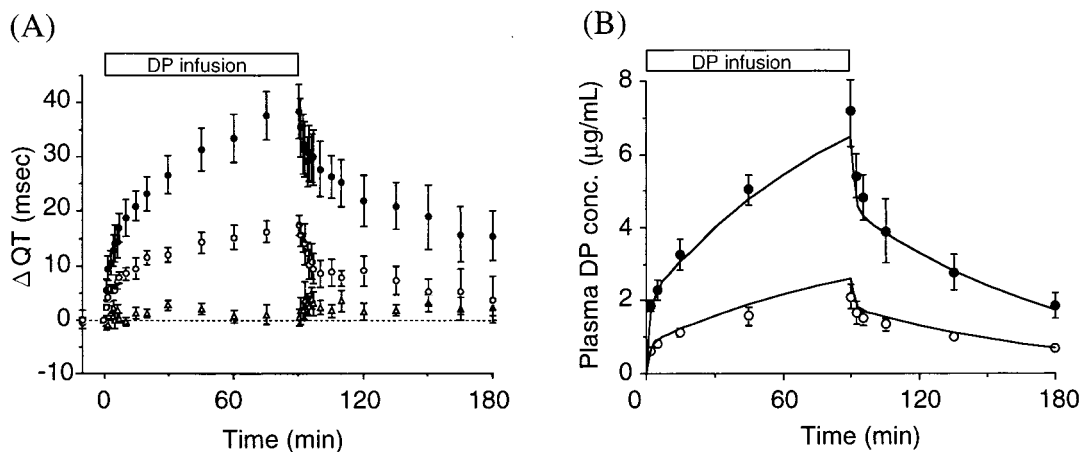 (A)
DP infusion
40
30
20
10
0
-10
Δ QT (msec)
0
60
120
180
Time (min)
(B)
DP infusion
8
6
4
2
0
Plasma DP conc. (μg/mL)
0
60
120
180
Time (min)